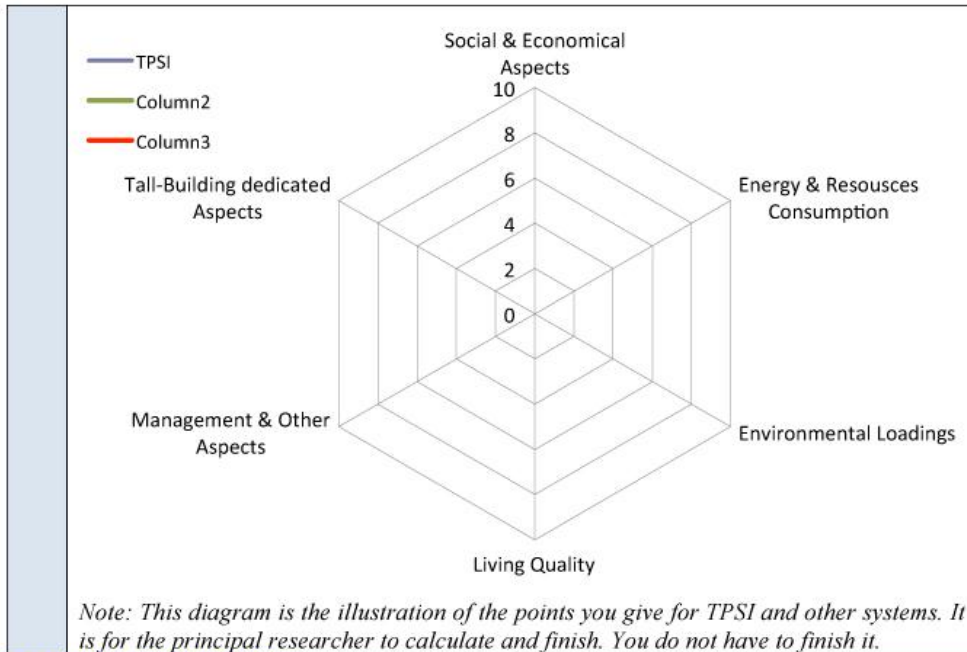 Social & Economical
Aspects
TPSI
Column2
Column3
10
8
6
4
2
0
Tall-Building dedicated
Aspects
Energy & Resousces
Consumption
Management & Other
Aspects
Environmental Loadings
Living Quality
Note: This diagram is the illustration of the points you give for TPSI and other systems. It
is for the principal researcher to calculate and finish. You do not have to finish it.